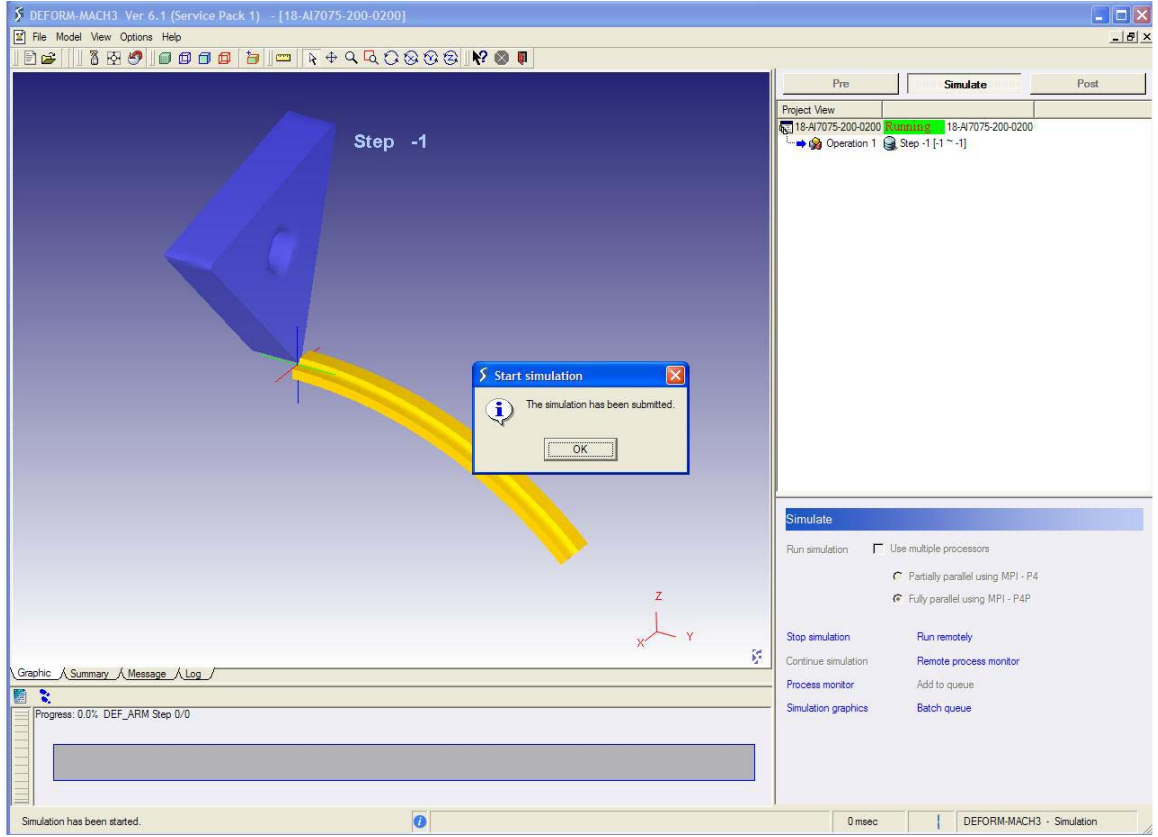 DEFORM-MACH3 Ver 6.1 (Service Pack 1) - [18-Al7075-200-0200]
File Model View Options Help
Pre Simulate Post
Project View
18-Al7075-200-0200 Running... 18-Al7075-200-0200
Operation 1 Step -1 [-1 ~ -1]
Step -1
Start simulation
The simulation has been submitted.
OK
Z
X Y
Graphic Summary Message Log
Progress: 0.0% DEF_ARM Step 0/0
Simulate
Run simulation Use multiple processors
Partially parallel using MPI - P4
Fully parallel using MPI - P4P
Stop simulation Run remotely
Continue simulation Remote process monitor
Process monitor Add to queue
Simulation graphics Batch queue
Simulation has been started. 0 msec DEFORM-MACH3 - Simulation